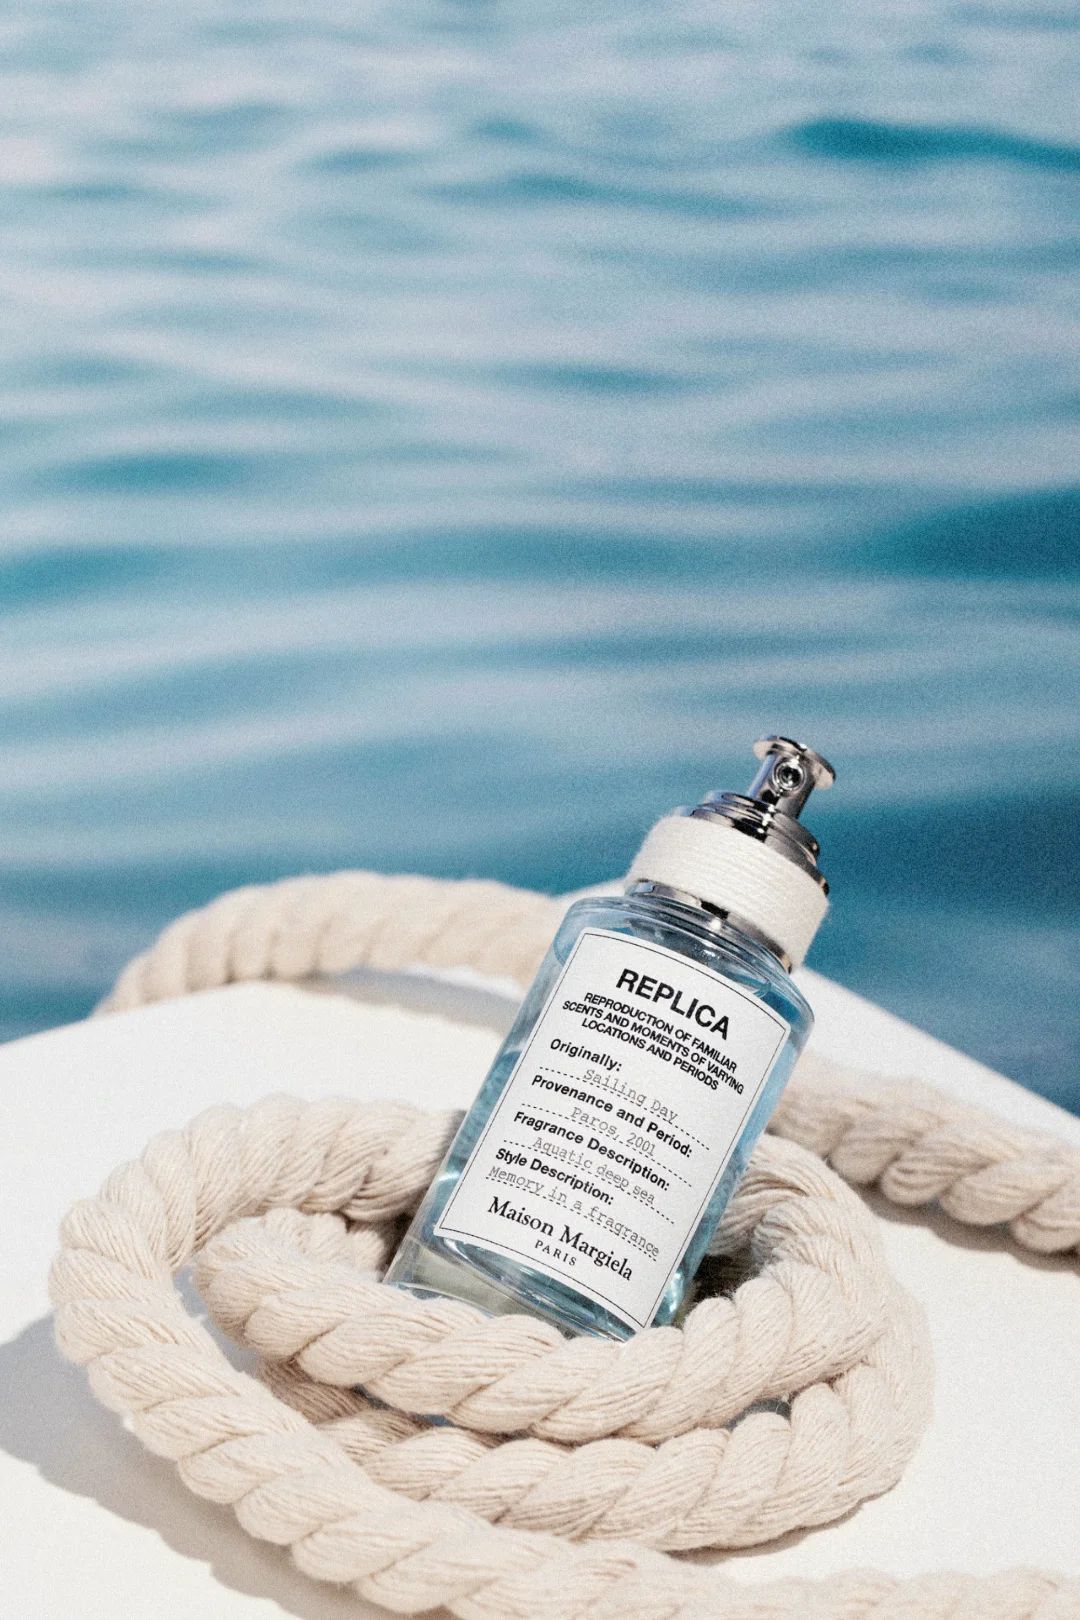 REPLICA
REPRODUCTION OF FAMILIAR
SCENTS AND MOMENTS OF VARYING
LOCATIONS AND PERIODS
Originally:
Sailing Day
Provenance and Period:
Paros, 2001
Fragrance Description:
Aquatic deep sea
Style Description:
Memory in a fragrance
Maison Margiela
PARIS